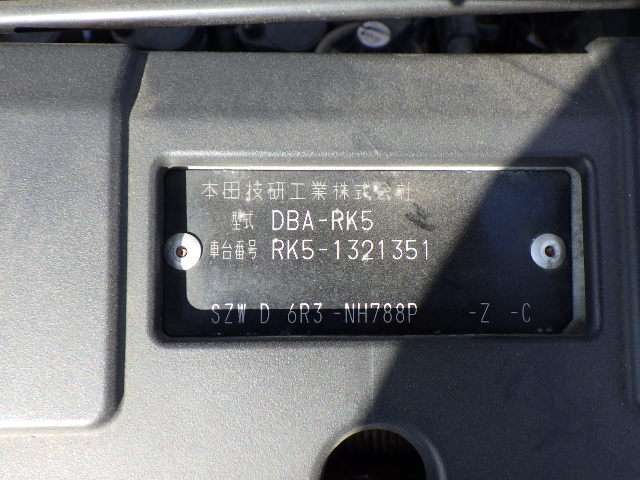 本田技研工業株式会社
型式 DBA-RK5
車台番号 RK5-1321351
SZW D 6R3 -NH788P -Z -C